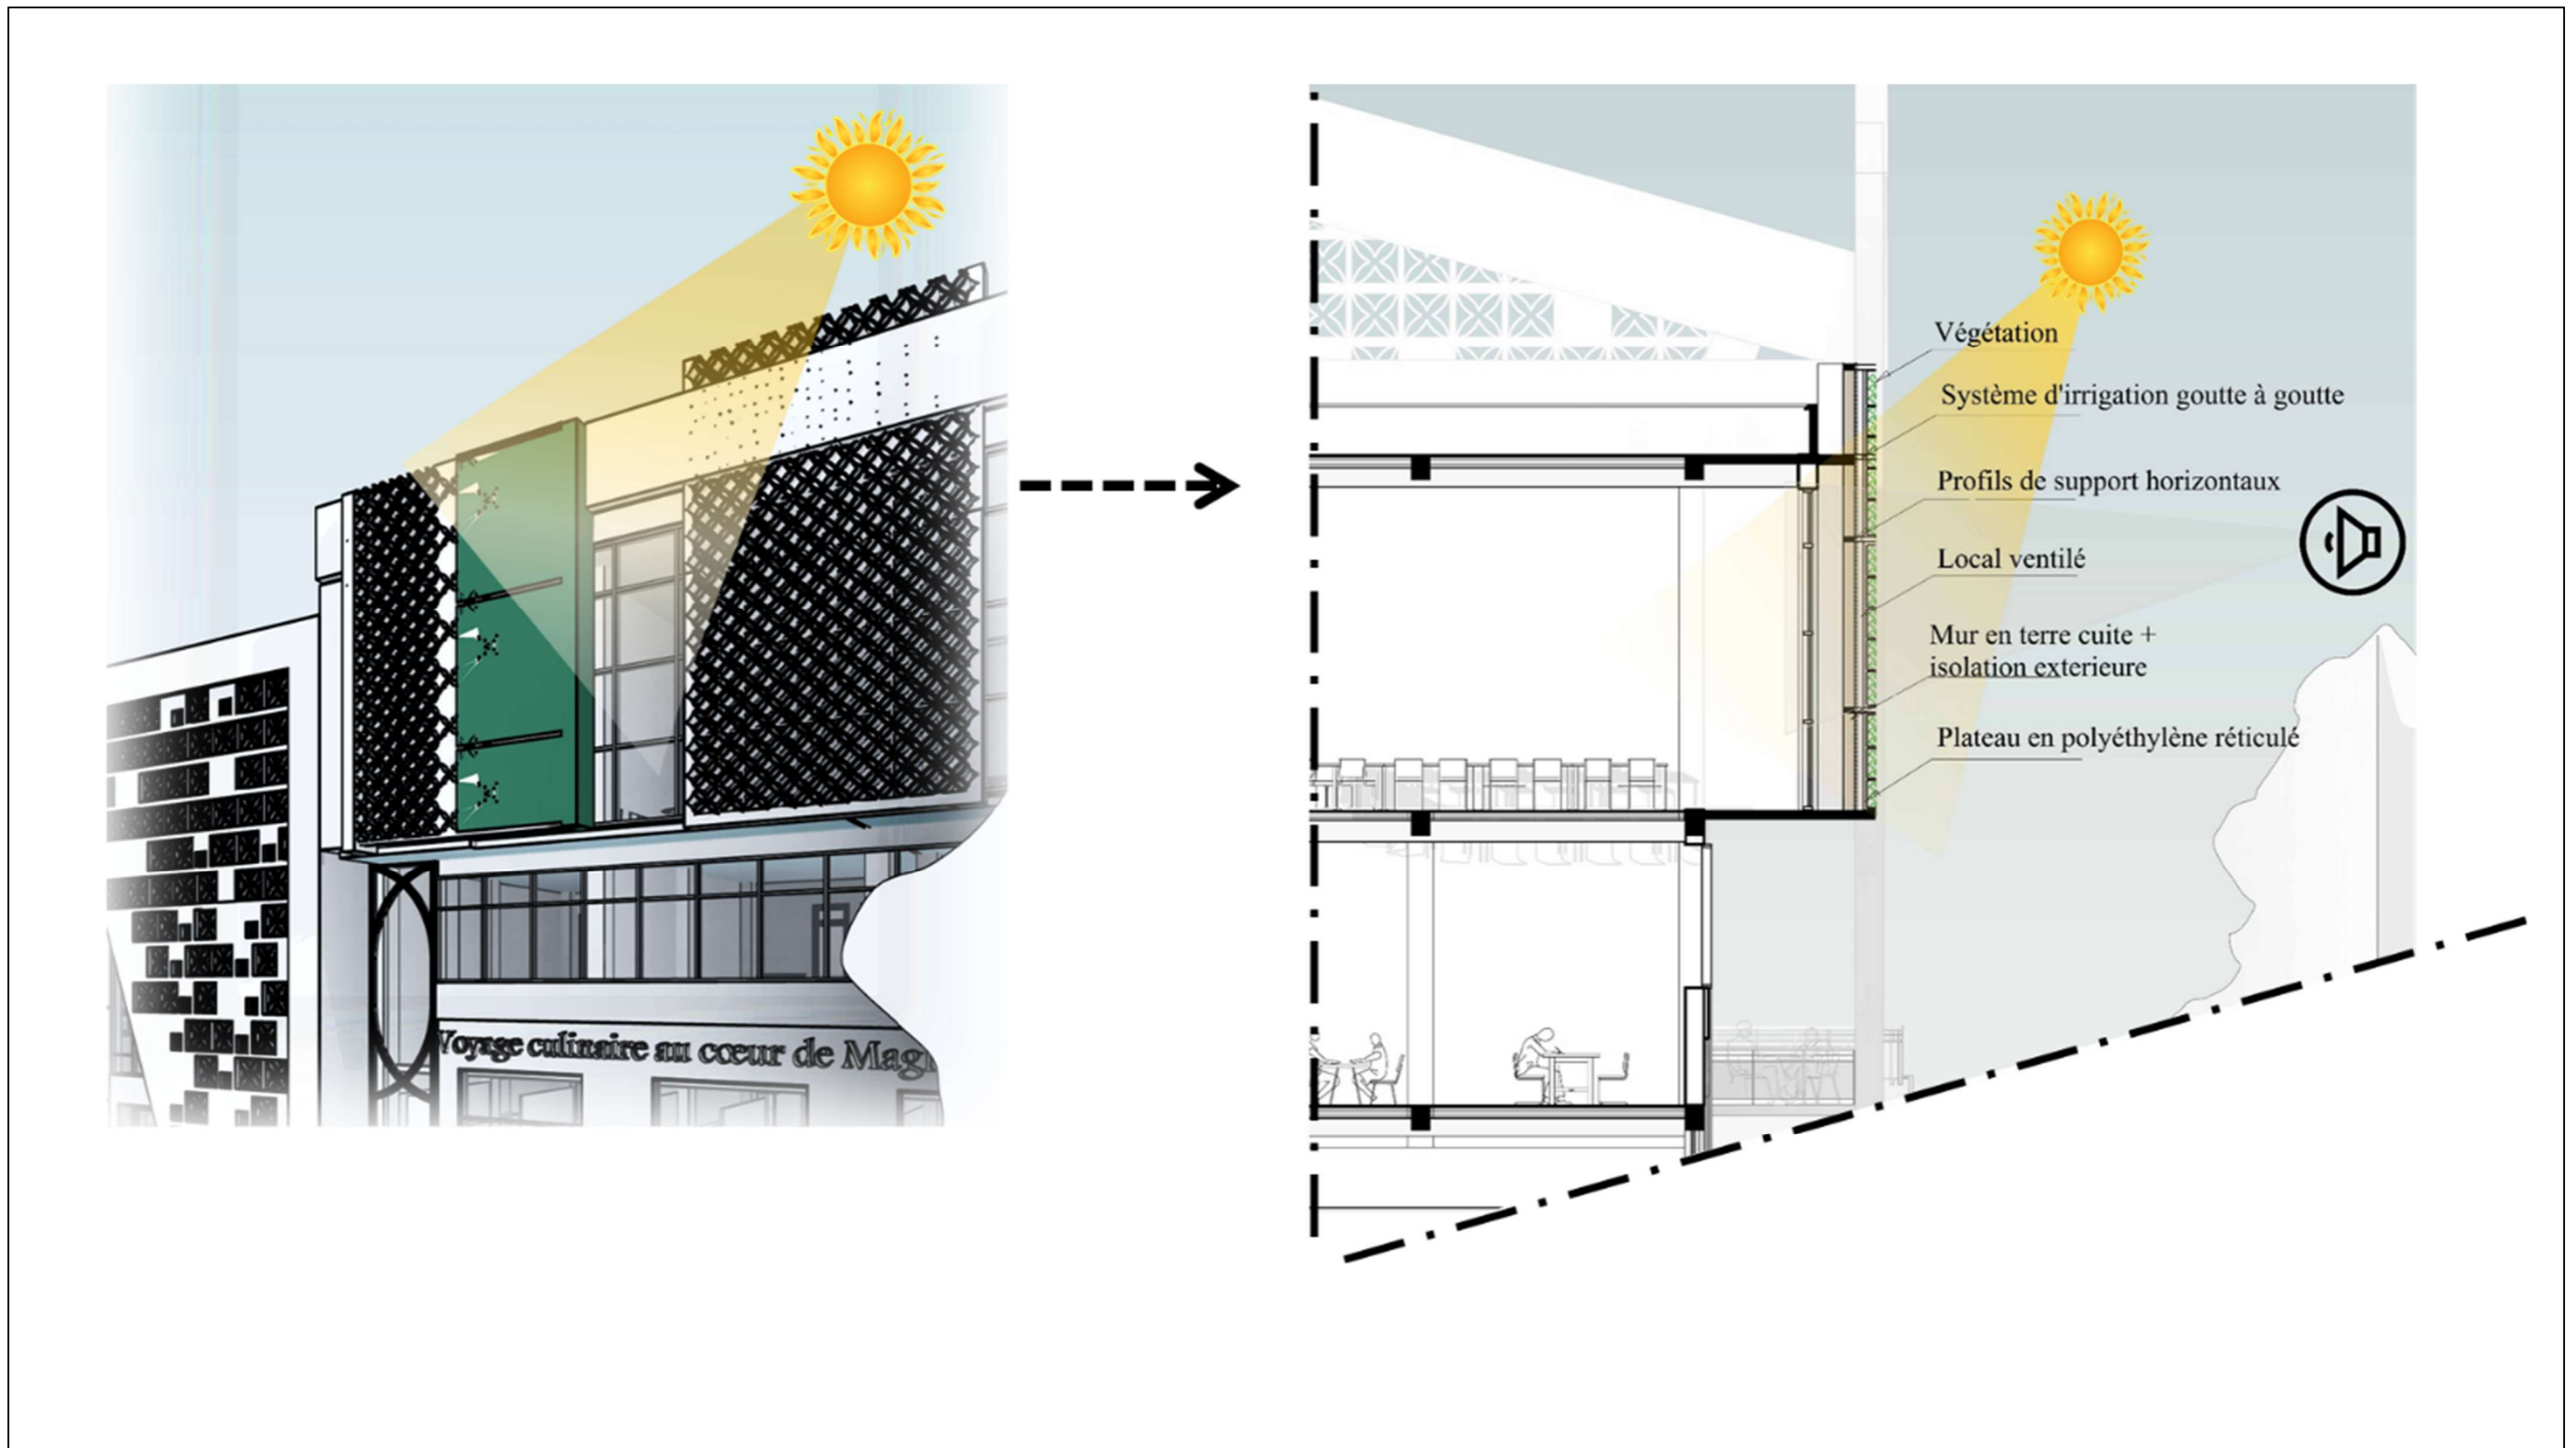 Voyage culinaire au cœur de Mag
Végétation
Système d'irrigation goutte à goutte
Profils de support horizontaux
Local ventilé
Mur en terre cuite +
isolation exterieure
Plateau en polyéthylène réticulé